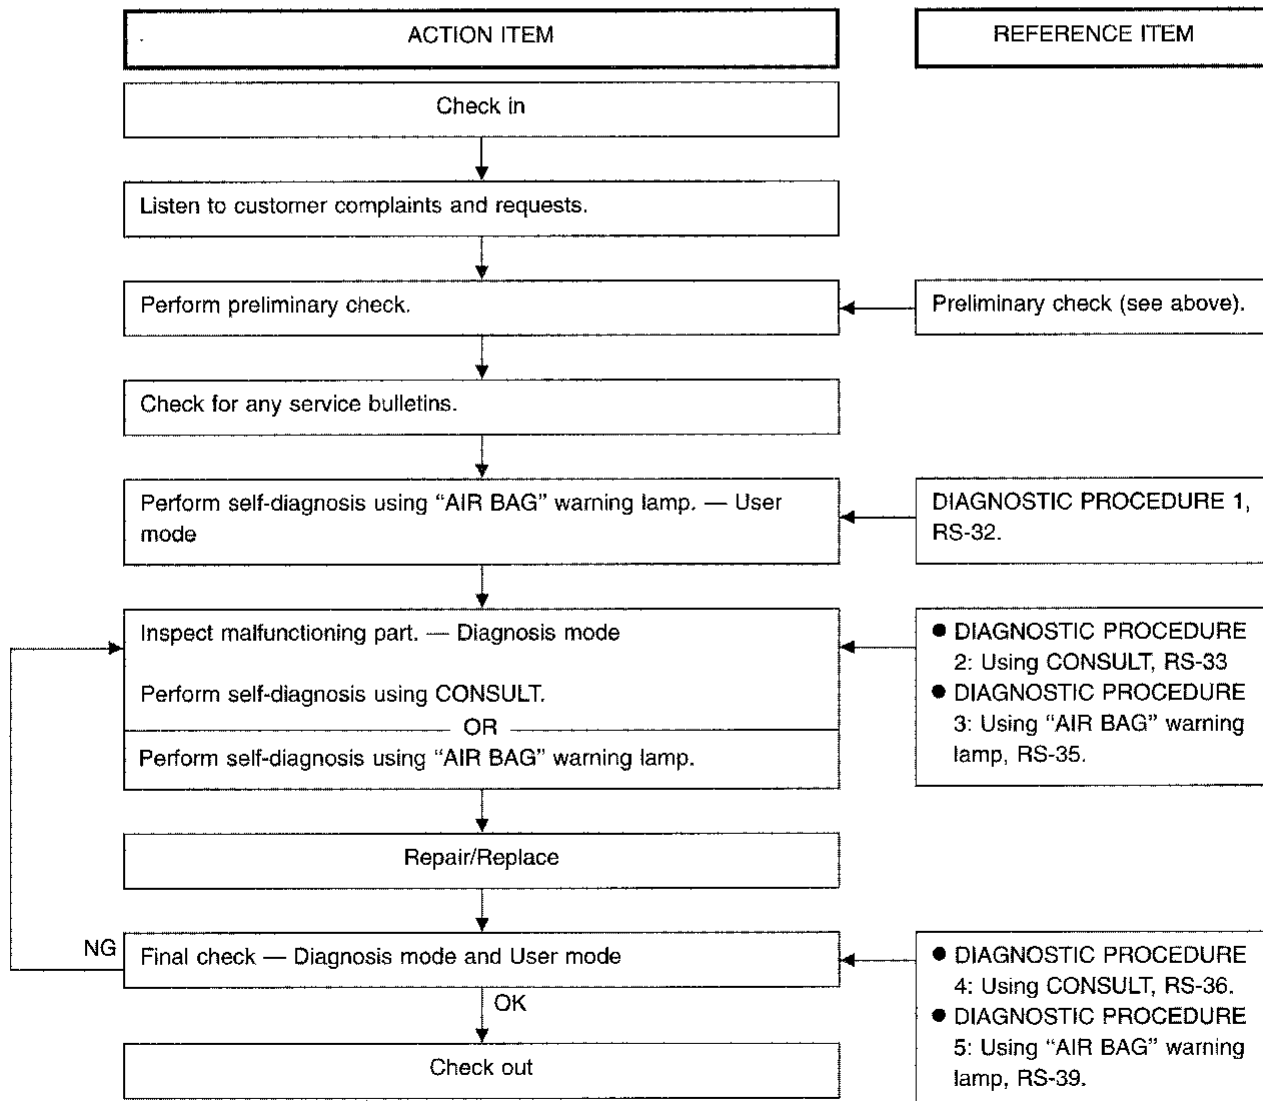 ACTION ITEM
REFERENCE ITEM
Check in
Listen to customer complaints and requests.
Perform preliminary check.
Preliminary check (see above).
Check for any service bulletins.
Perform self-diagnosis using “AIR BAG” warning lamp. — User
mode
DIAGNOSTIC PROCEDURE 1,
RS-32.
Inspect malfunctioning part. — Diagnosis mode
Perform self-diagnosis using CONSULT.
OR
Perform self-diagnosis using “AIR BAG” warning lamp.
● DIAGNOSTIC PROCEDURE
2: Using CONSULT, RS-33
● DIAGNOSTIC PROCEDURE
3: Using “AIR BAG” warning
lamp, RS-35.
Repair/Replace
NG
Final check — Diagnosis mode and User mode
OK
● DIAGNOSTIC PROCEDURE
4: Using CONSULT, RS-36.
● DIAGNOSTIC PROCEDURE
5: Using “AIR BAG” warning
lamp, RS-39.
Check out